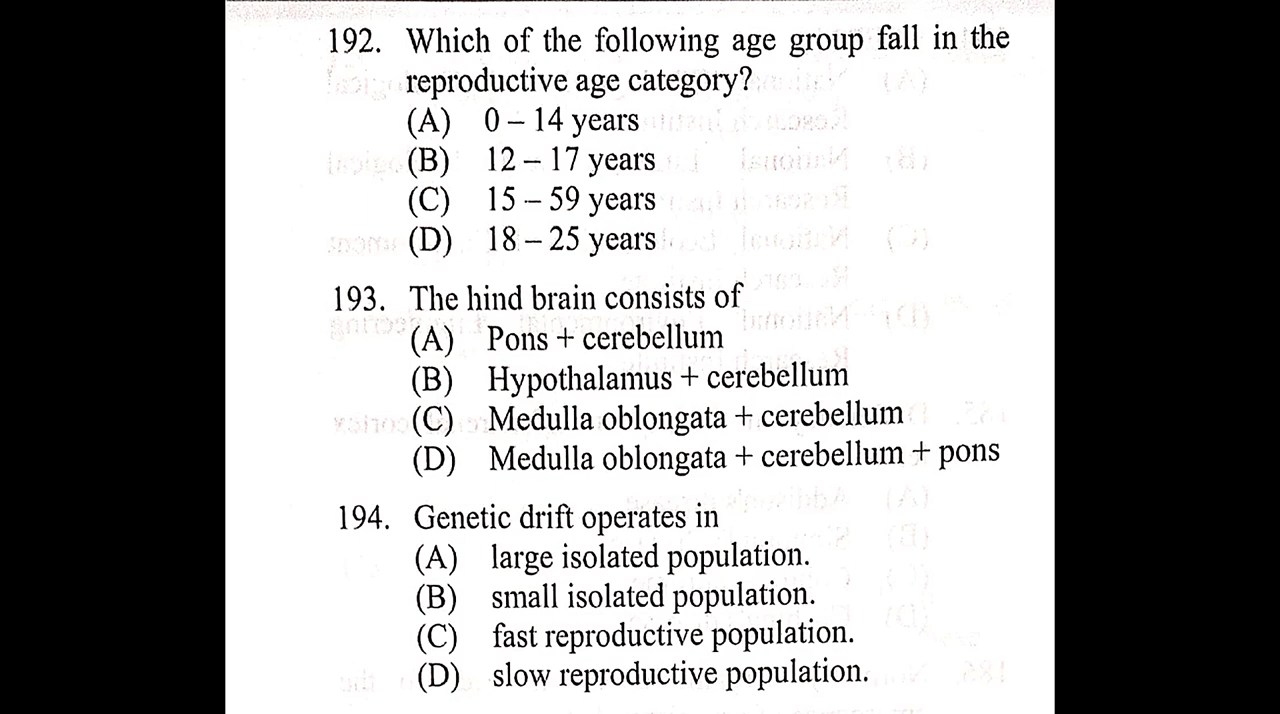 192. Which of the following age group fall in the
reproductive age category?
(A) 0 – 14 years
(B) 12 – 17 years
(C) 15 – 59 years
(D) 18 – 25 years
193. The hind brain consists of
(A) Pons + cerebellum
(B) Hypothalamus + cerebellum
(C) Medulla oblongata + cerebellum
(D) Medulla oblongata + cerebellum + pons
194. Genetic drift operates in
(A) large isolated population.
(B) small isolated population.
(C) fast reproductive population.
(D) slow reproductive population.